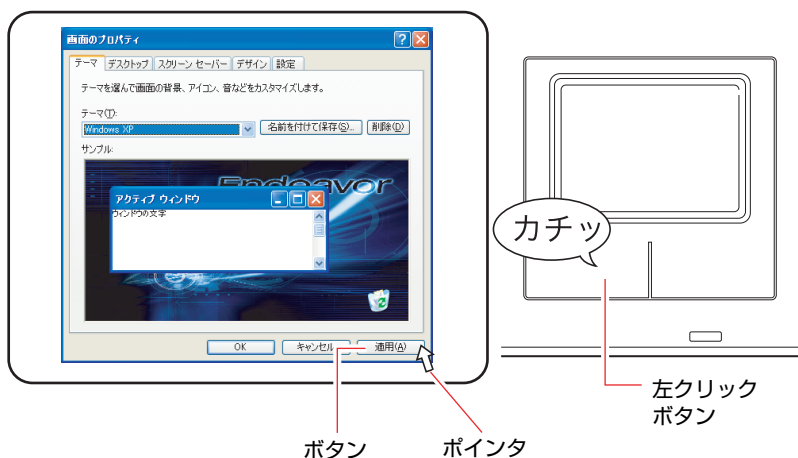 画面のプロパティ
テーマ デスクトップ スクリーン セーバー デザイン 設定
テーマを選んで画面の背景、アイコン、音などをカスタマイズします。
テーマ(T):
Windows XP 名前を付けて保存(S)... 削除(D)
サンプル:
Endeavor
アクティブ ウィンドウ
ウィンドウの文字
OK キャンセル 適用(A)
カチッ
左クリック
ボタン
ボタン
ポインタ